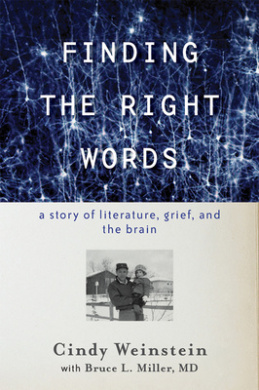 FINDING
THE RIGHT
WORDS
a story of literature, grief, and
the brain
Cindy Weinstein
with Bruce L. Miller, MD